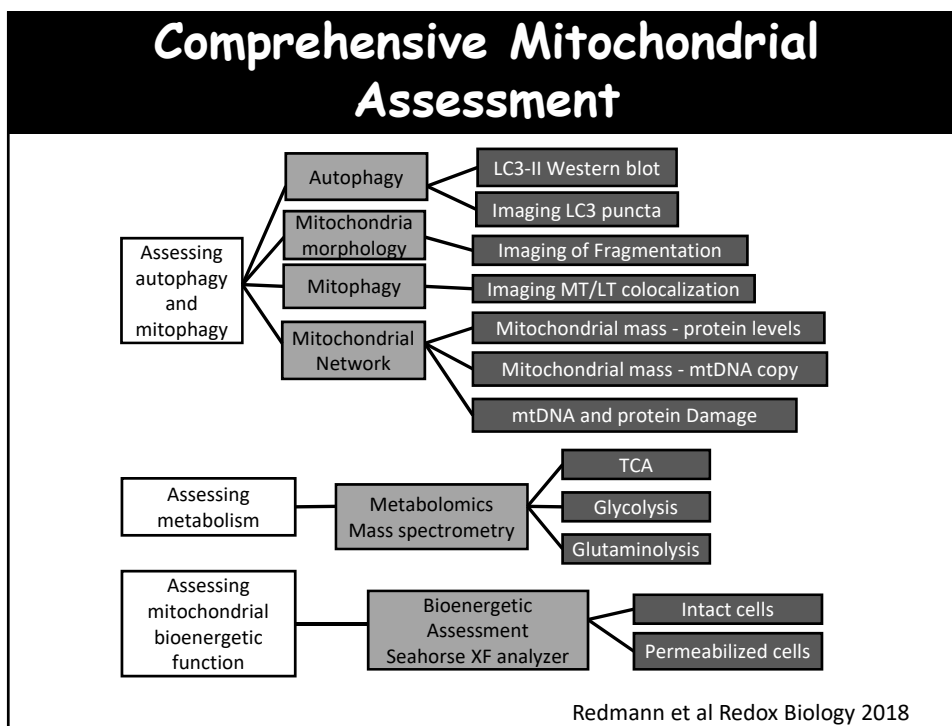 Comprehensive Mitochondrial
Assessment
Assessing
autophagy
and
mitophagy
Autophagy
LC3-II Western blot
Imaging LC3 puncta
Mitochondria
morphology
Imaging of Fragmentation
Mitophagy
Imaging MT/LT colocalization
Mitochondrial
Network
Mitochondrial mass - protein levels
Mitochondrial mass - mtDNA copy
mtDNA and protein Damage
Assessing
metabolism
Metabolomics
Mass spectrometry
TCA
Glycolysis
Glutaminolysis
Assessing
mitochondrial
bioenergetic
function
Bioenergetic
Assessment
Seahorse XF analyzer
Intact cells
Permeabilized cells
Redmann et al Redox Biology 2018